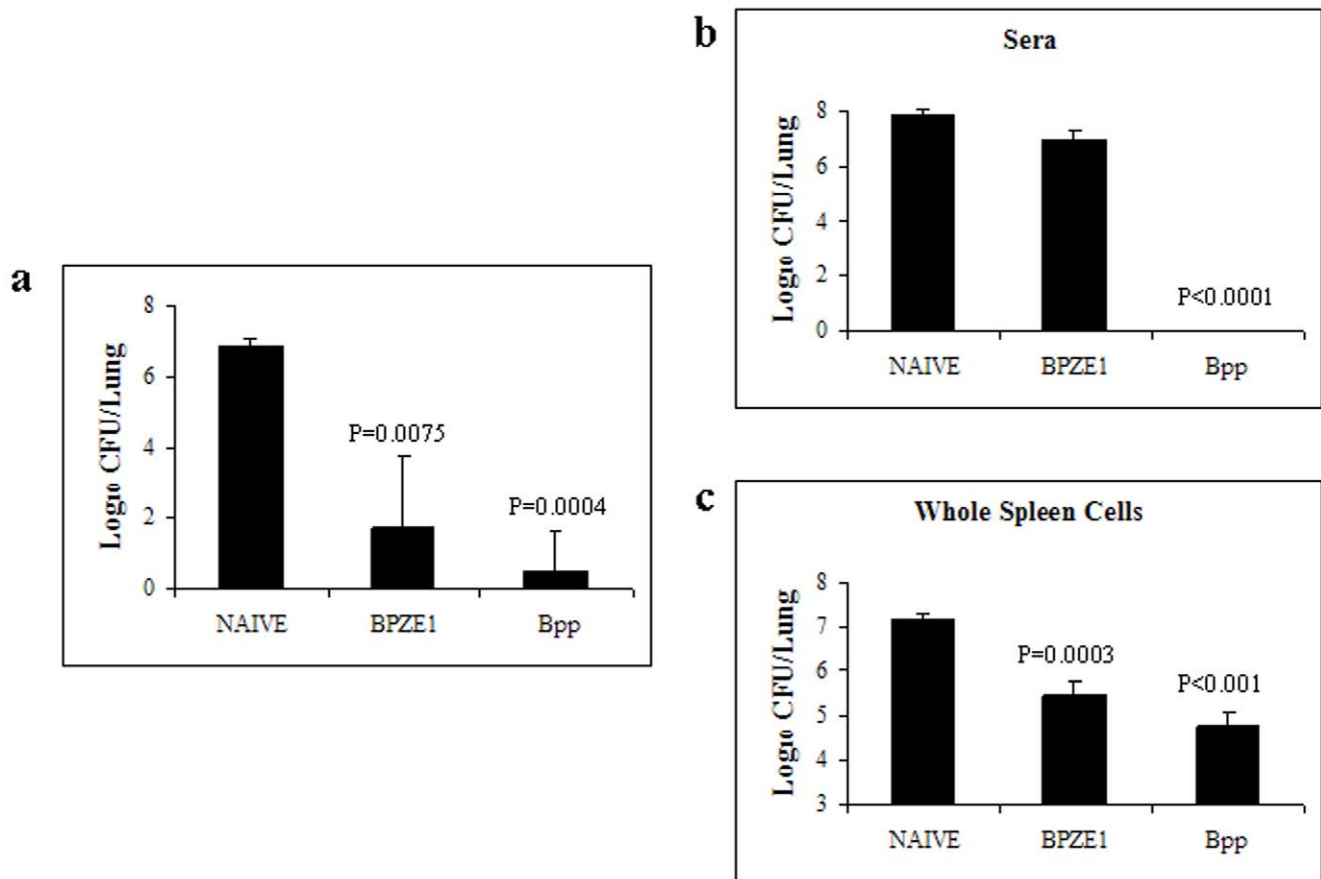 a
Log10 CFU/Lung
8
6
4
2
0
P=0.0075
P=0.0004
NAIVE BPZE1 Bpp
b
Sera
Log10 CFU/Lung
8
6
4
2
0
P<0.0001
NAIVE BPZE1 Bpp
c
Whole Spleen Cells
Log10 CFU/Lung
8
7
6
5
4
3
P=0.0003
P<0.001
NAIVE BPZE1 Bpp